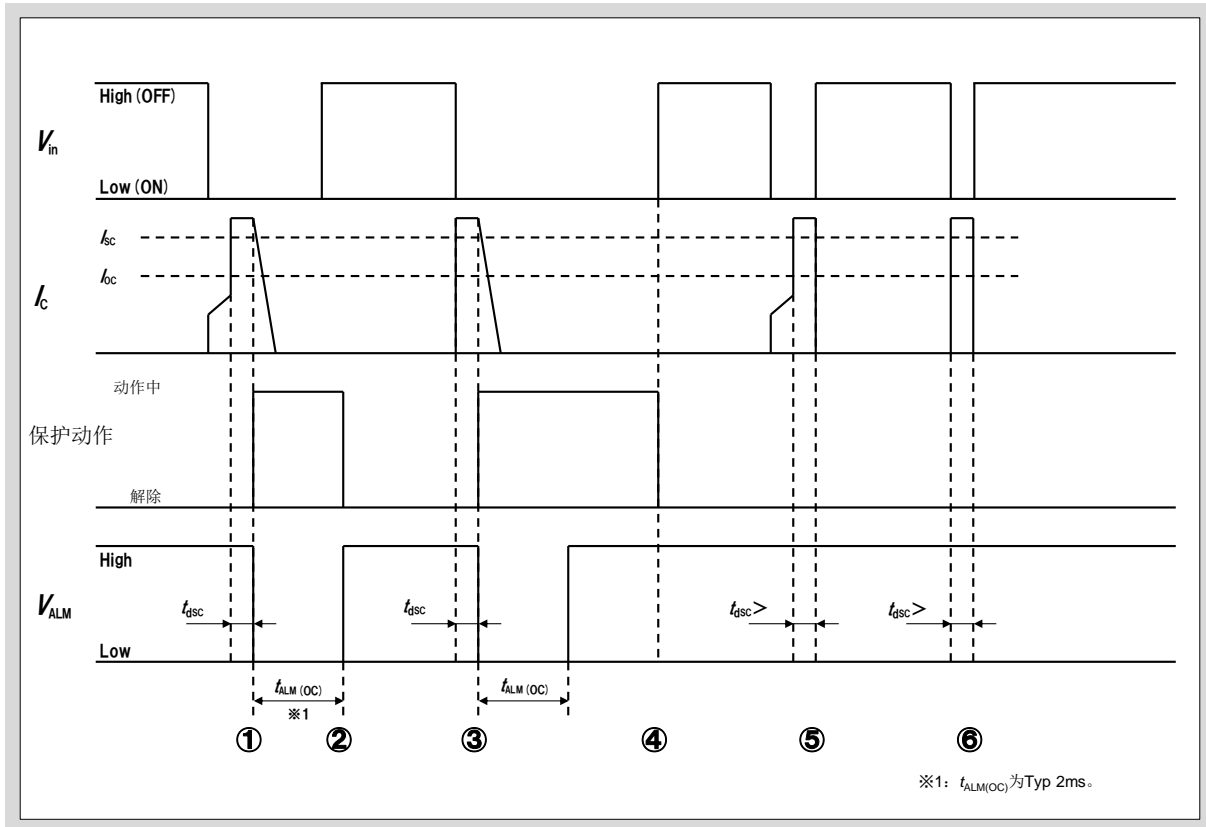 High (OFF)
Vin
Low (ON)
Isc
Ioc
Ic
动作中
保护动作
解除
High
VALM
tdsc
tdsc
tdsc>
tdsc>
Low
tALM (OC)
※1
tALM (OC)
① ② ③ ④ ⑤ ⑥
※1: tALM(OC)为Typ 2ms。